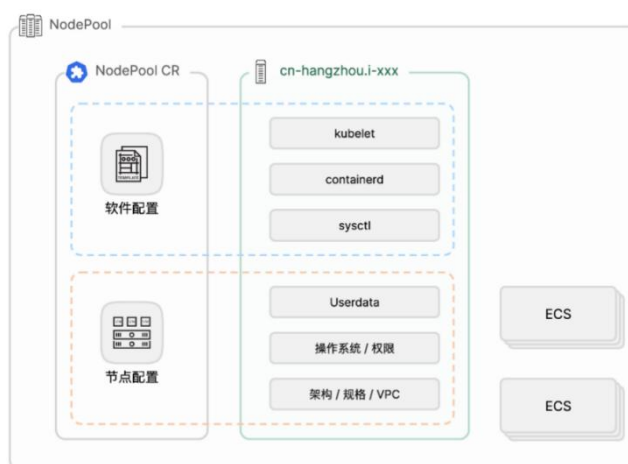 NodePool
NodePool CR
cn-hangzhou.i-xxx
TEMPLATE
软件配置
kubelet
containerd
sysctl
节点配置
Userdata
操作系统 / 权限
架构 / 规格 / VPC
ECS
ECS